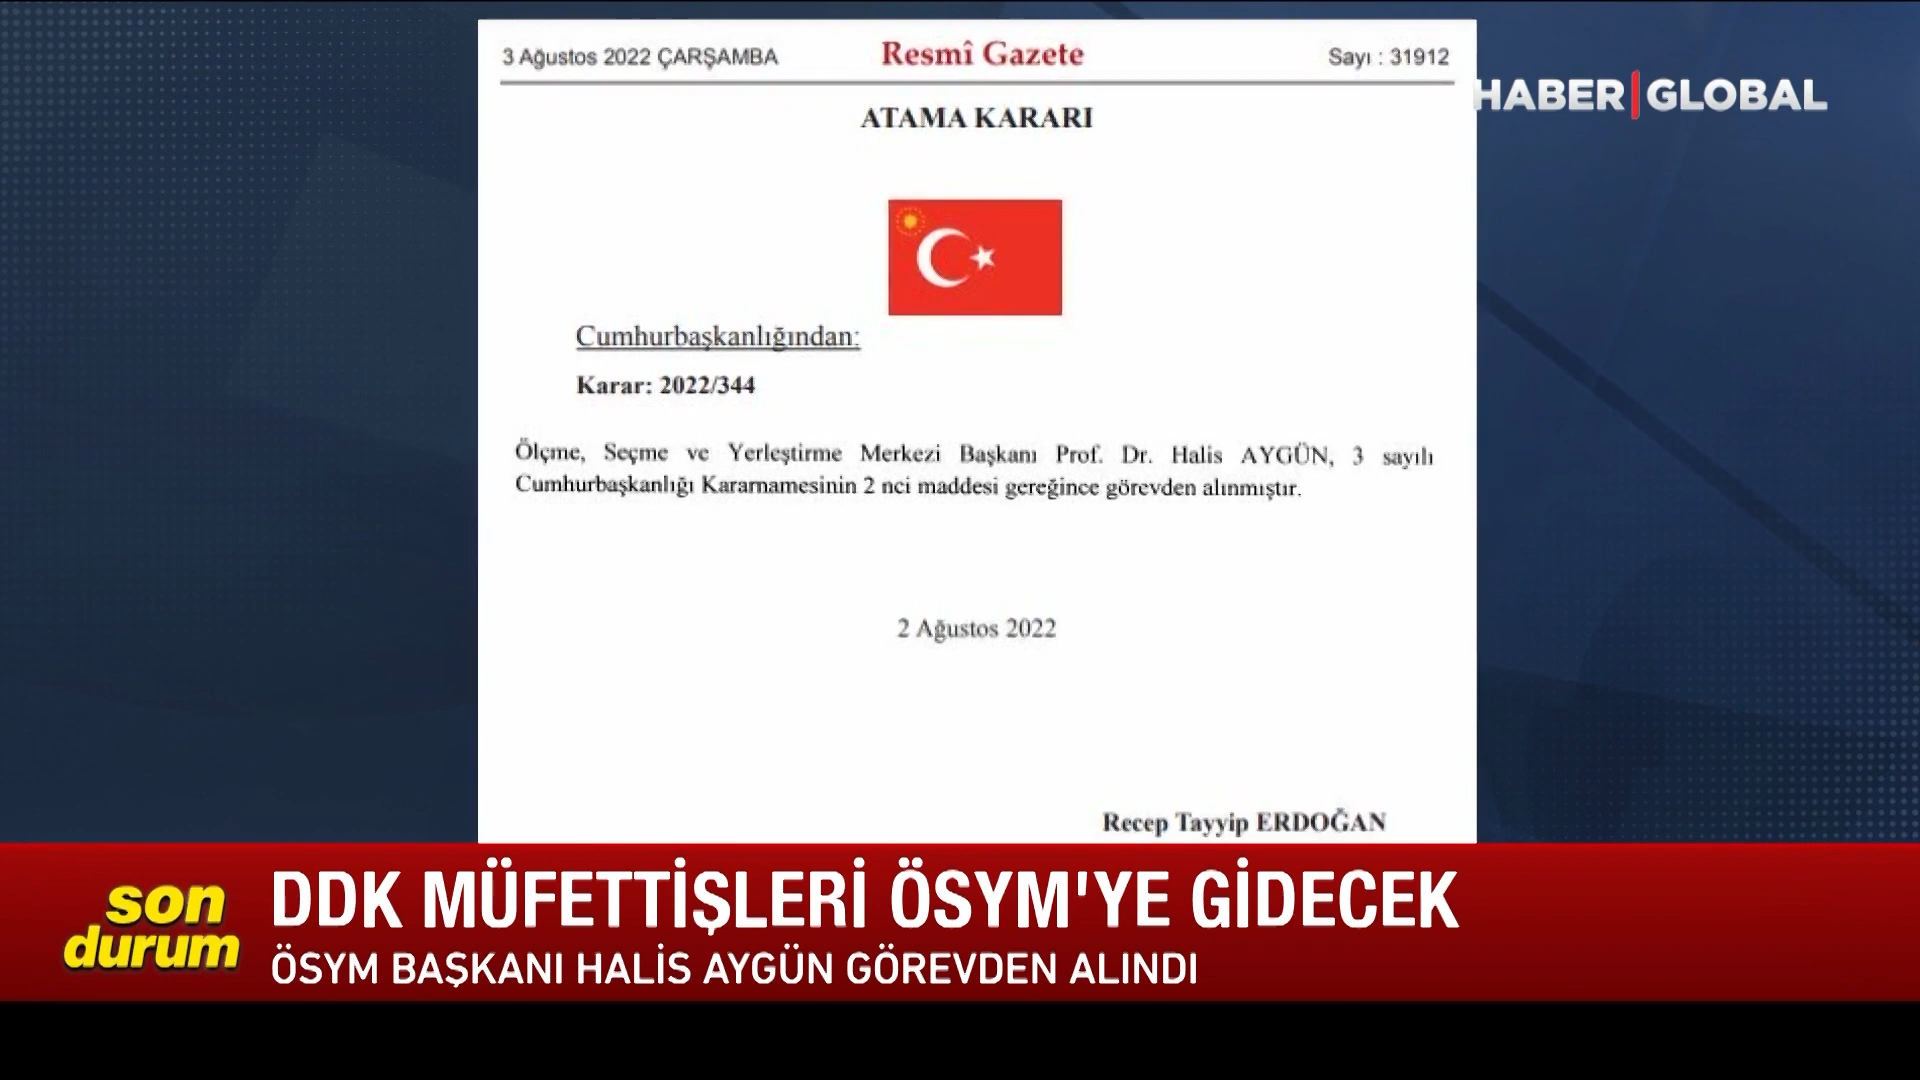 3 Ağustos 2022 ÇARŞAMBA Resmî Gazete Sayı : 31912
HABER GLOBAL
ATAMA KARARI
Cumhurbaşkanlığından:
Karar: 2022/344
Ölçme, Seçme ve Yerleştirme Merkezi Başkanı Prof. Dr. Halis AYGÜN, 3 sayılı
Cumhurbaşkanlığı Kararnamesinin 2 nci maddesi gereğince görevden alınmıştır.
2 Ağustos 2022
Recep Tayyip ERDOĞAN
son
durum
DDK MÜFETTİŞLERİ ÖSYM'YE GİDECEK
ÖSYM BAŞKANI HALİS AYGÜN GÖREVDEN ALINDI